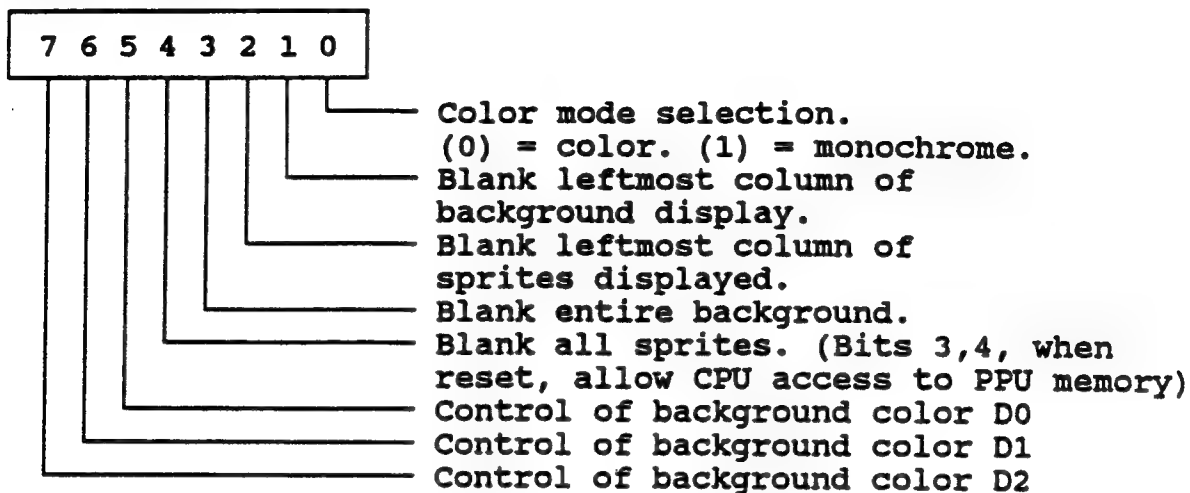 7 6 5 4 3 2 1 0
Color mode selection.
(0) = color. (1) = monochrome.
Blank leftmost column of
background display.
Blank leftmost column of
sprites displayed.
Blank entire background.
Blank all sprites. (Bits 3,4, when
reset, allow CPU access to PPU memory)
Control of background color D0
Control of background color D1
Control of background color D2